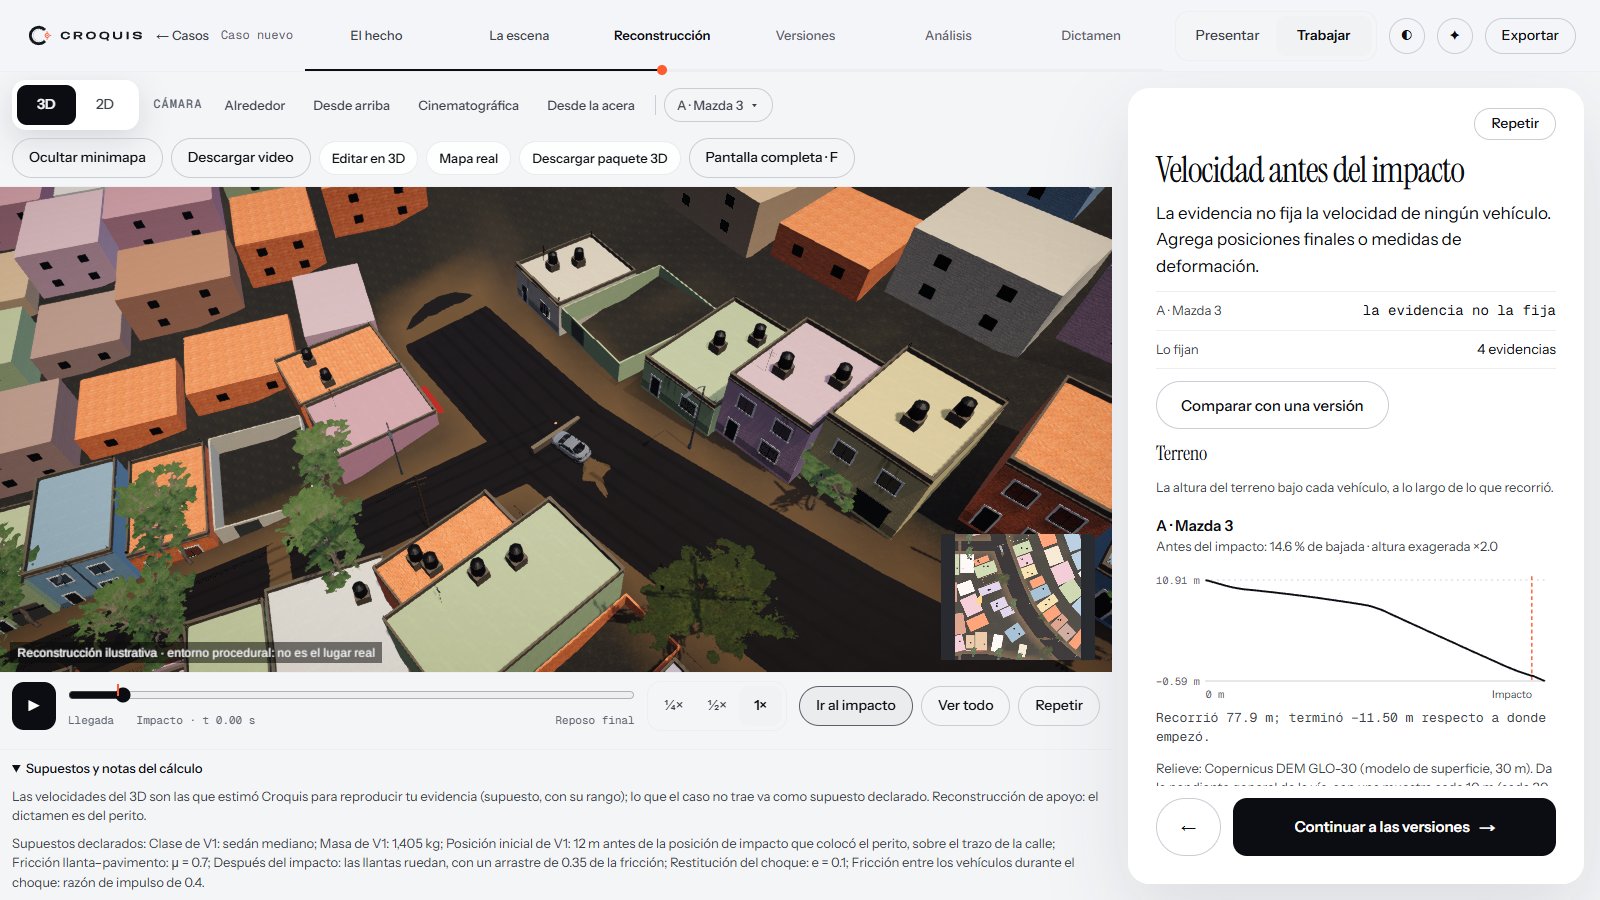 CROQUIS ← Casos Caso nuevo El hecho La escena Reconstrucción Versiones Análisis Dictamen Presentar Trabajar Exportar
3D 2D CÁMARA Alrededor Desde arriba Cinematográfica Desde la acera A · Mazda 3
Ocultar minimapa Descargar video Editar en 3D Mapa real Descargar paquete 3D Pantalla completa · F
Reconstrucción ilustrativa - entorno procedural: no es el lugar real
Llegada Impacto · t 0.00 s Reposo final
¼× ½× 1× Ir al impacto Ver todo Repetir
▼ Supuestos y notas del cálculo
Las velocidades del 3D son las que estimó Croquis para reproducir tu evidencia (supuesto, con su rango); lo que el caso no trae va como supuesto declarado. Reconstrucción de apoyo: el
dictamen es del perito.
Supuestos declarados: Clase de V1: sedán mediano; Masa de V1: 1,405 kg; Posición inicial de V1: 12 m antes de la posición de impacto que colocó el perito, sobre el trazo de la calle;
Fricción llanta–pavimento: μ = 0.7; Después del impacto: las llantas ruedan, con un arrastre de 0.35 de la fricción; Restitución del choque: e = 0.1; Fricción entre los vehículos durante el
choque: razón de impulso de 0.4.
Repetir
Velocidad antes del impacto
La evidencia no fija la velocidad de ningún vehículo.
Agrega posiciones finales o medidas de
deformación.
A · Mazda 3 la evidencia no la fija
Lo fijan 4 evidencias
Comparar con una versión
Terreno
La altura del terreno bajo cada vehículo, a lo largo de lo que recorrió.
A · Mazda 3
Antes del impacto: 14.6 % de bajada · altura exagerada ×2.0
10.91 m
−0.59 m
0 m Impacto
Recorrió 77.9 m; terminó −11.50 m respecto a donde
empezó.
Relieve: Copernicus DEM GLO-30 (modelo de superficie, 30 m). Da
← Continuar a las versiones →